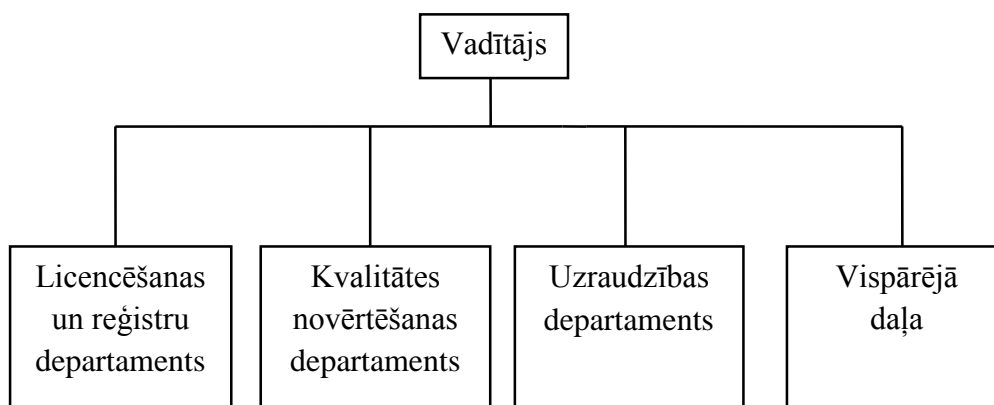 Vadītājs
Licencēšanas
un reģistru
departaments
Kvalitātes
novērtēšanas
departaments
Uzraudzības
departaments
Vispārējā
daļa